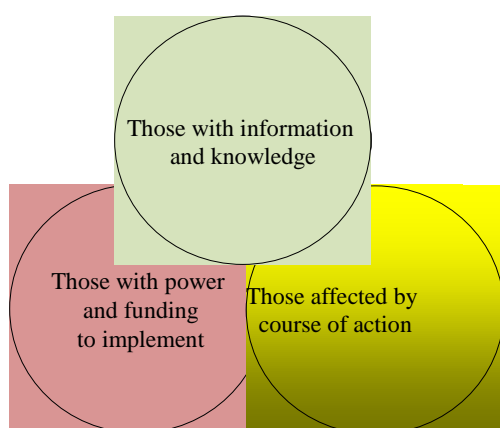 Those with information
and knowledge
Those with power
and funding
to implement
Those affected by
course of action